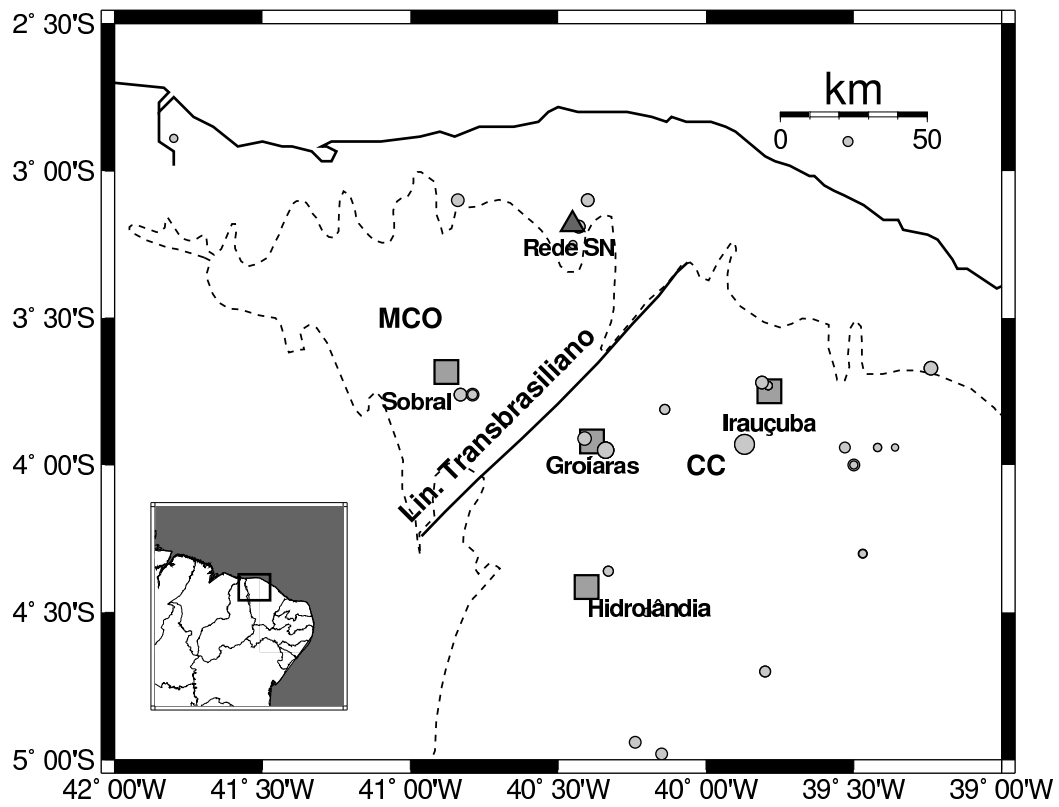 2° 30'S
km
0 50
3° 00'S
Rede SN
3° 30'S
MCO
Lin. Transbrasiliano
Sobral
Irauçuba
4° 00'S
Groíaras
CC
4° 30'S
Hidrolândia
5° 00'S
42° 00'W 41° 30'W 41° 00'W 40° 30'W 40° 00'W 39° 30'W 39° 00'W